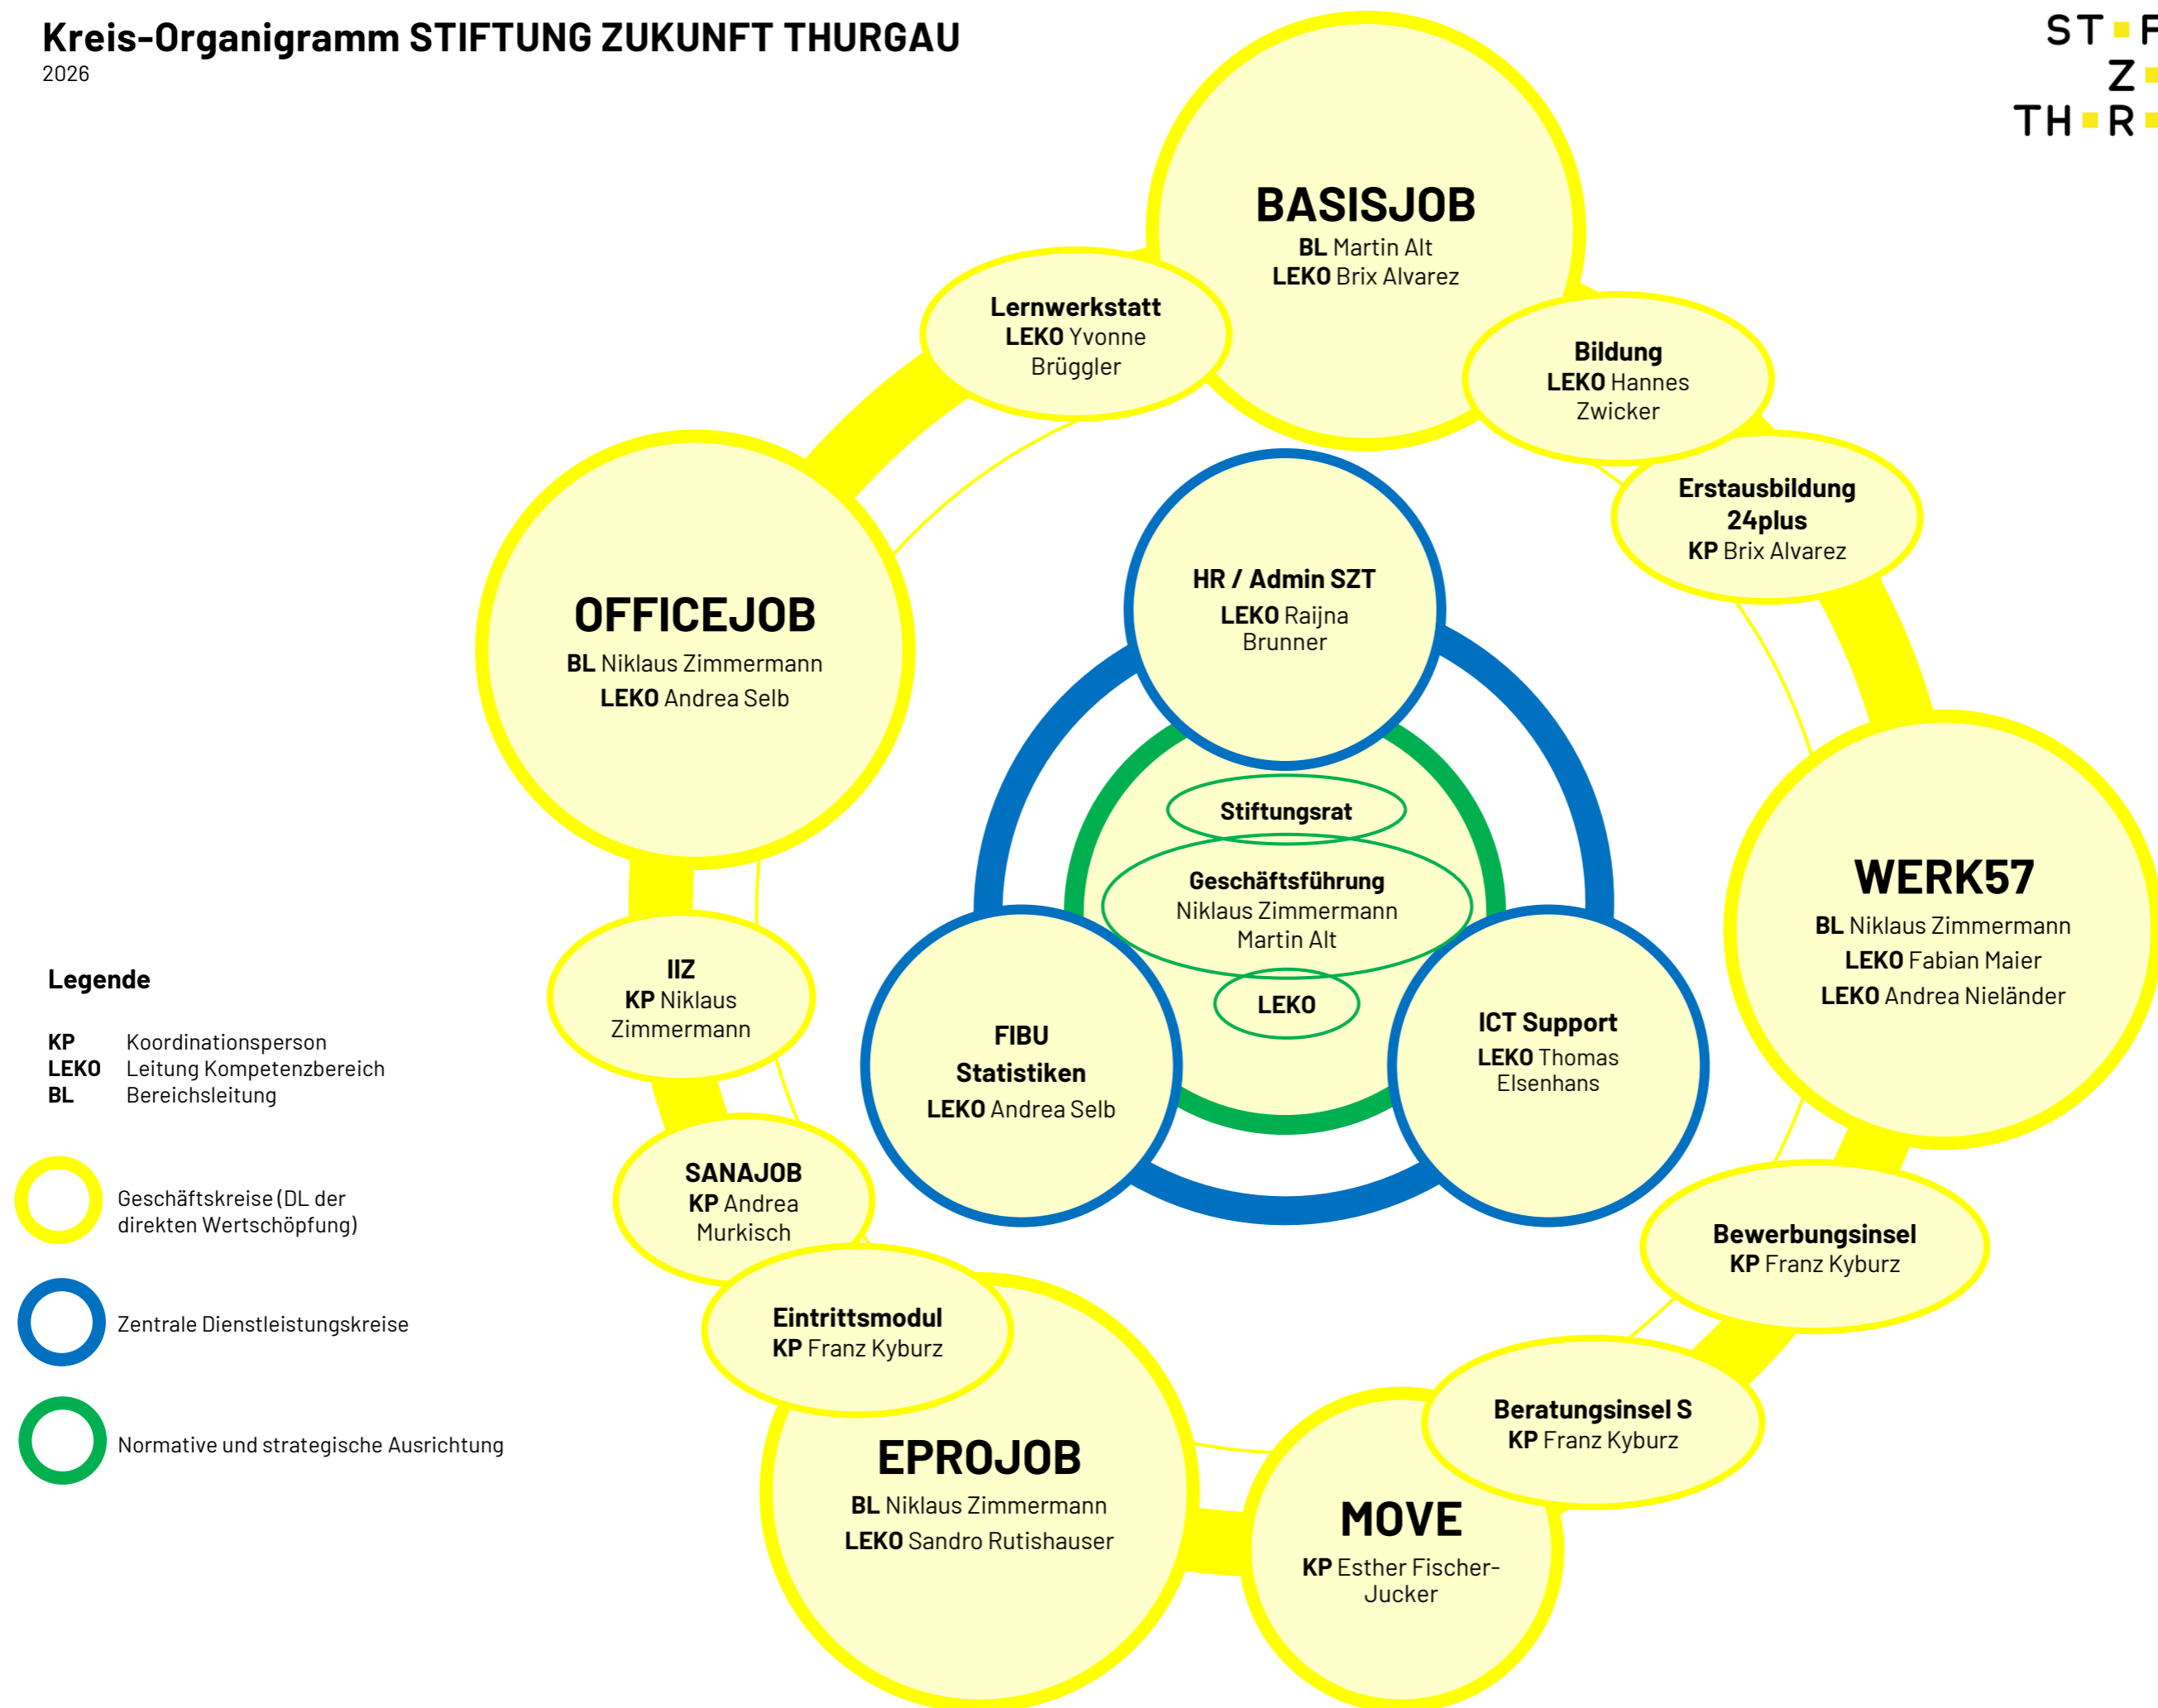 Kreis-Organigramm STIFTUNG ZUKUNFT THURGAU
2026
ST F
Z
TH R
BASISJOB
BL Martin Alt
LEKO Brix Alvarez
Lernwerkstatt
LEKO Yvonne
Brüggler
Bildung
LEKO Hannes
Zwicker
Erstausbildung
24plus
KP Brix Alvarez
HR / Admin SZT
LEKO Raijna
Brunner
OFFICEJOB
BL Niklaus Zimmermann
LEKO Andrea Selb
Stiftungsrat
Geschäftsführung
Niklaus Zimmermann
Martin Alt
LEKO
WERK57
BL Niklaus Zimmermann
LEKO Fabian Maier
LEKO Andrea Nieländer
IIZ
KP Niklaus
Zimmermann
FIBU
Statistiken
LEKO Andrea Selb
ICT Support
LEKO Thomas
Elsenhans
SANAJOB
KP Andrea
Murkisch
Bewerbungsinsel
KP Franz Kyburz
Eintrittsmodul
KP Franz Kyburz
Beratungsinsel S
KP Franz Kyburz
EPROJOB
BL Niklaus Zimmermann
LEKO Sandro Rutishauser
MOVE
KP Esther Fischer-
Jucker
Legende
KP Koordinationsperson
LEKO Leitung Kompetenzbereich
BL Bereichsleitung
Geschäftskreise (DL der
direkten Wertschöpfung)
Zentrale Dienstleistungskreise
Normative und strategische Ausrichtung